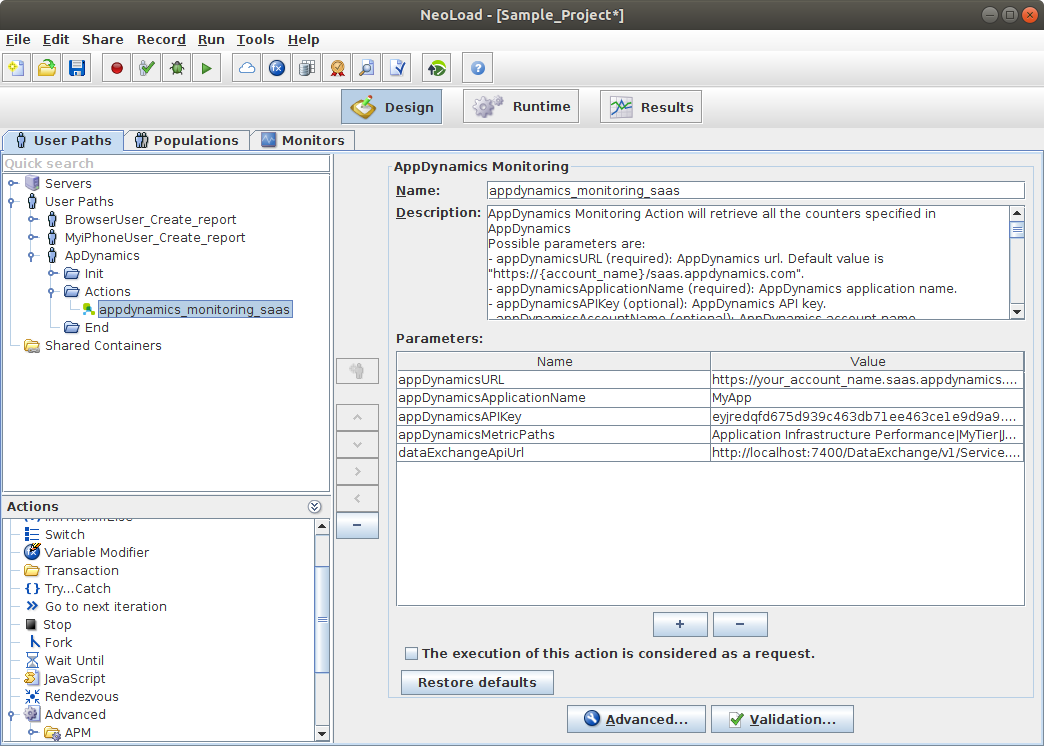 NeoLoad - [Sample_Project*]
File Edit Share Record Run Tools Help
Design Runtime Results
User Paths Populations Monitors
Quick search
Servers
User Paths
BrowserUser_Create_report
MyiPhoneUser_Create_report
ApDynamics
Init
Actions
appdynamics_monitoring_saas
End
Shared Containers
Actions
Switch
Variable Modifier
Transaction
Try...Catch
Go to next iteration
Stop
Fork
Wait Until
JavaScript
Rendezvous
Advanced
APM
AppDynamics Monitoring
Name: appdynamics_monitoring_saas
Description: AppDynamics Monitoring Action will retrieve all the counters specified in
AppDynamics
Possible parameters are:
- appDynamicsURL (required): AppDynamics url. Default value is
"https://{account_name}/saas.appdynamics.com".
- appDynamicsApplicationName (required): AppDynamics application name.
- appDynamicsAPIKey (optional): AppDynamics API key.
- appDynamicsAccountName (optional): AppDynamics account name
Parameters:
Name Value
appDynamicsURL https://your_account_name.saas.appdynamics....
appDynamicsApplicationName MyApp
appDynamicsAPIKey eyjredqfd675d939c463db71ee463ce1e9d9a9....
appDynamicsMetricPaths Application Infrastructure Performance|MyTier|J...
dataExchangeApiUrl http://localhost:7400/DataExchange/v1/Service....
+ −
The execution of this action is considered as a request.
Restore defaults
Advanced... Validation...